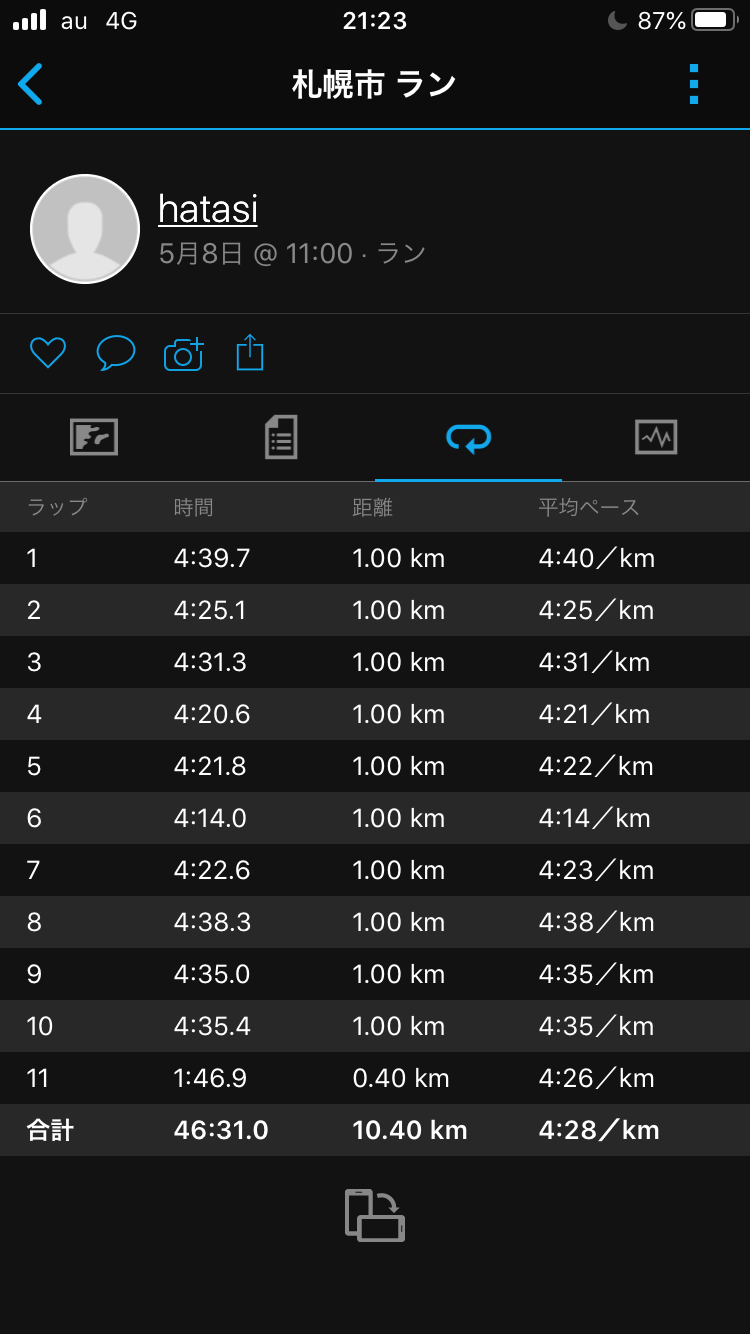 au 4G 21:23 87%
札幌市 ラン
hatasi
5月8日 @ 11:00 · ラン
ラップ 時間 距離 平均ペース
1 4:39.7 1.00 km 4:40／km
2 4:25.1 1.00 km 4:25／km
3 4:31.3 1.00 km 4:31／km
4 4:20.6 1.00 km 4:21／km
5 4:21.8 1.00 km 4:22／km
6 4:14.0 1.00 km 4:14／km
7 4:22.6 1.00 km 4:23／km
8 4:38.3 1.00 km 4:38／km
9 4:35.0 1.00 km 4:35／km
10 4:35.4 1.00 km 4:35／km
11 1:46.9 0.40 km 4:26／km
合計 46:31.0 10.40 km 4:28／km